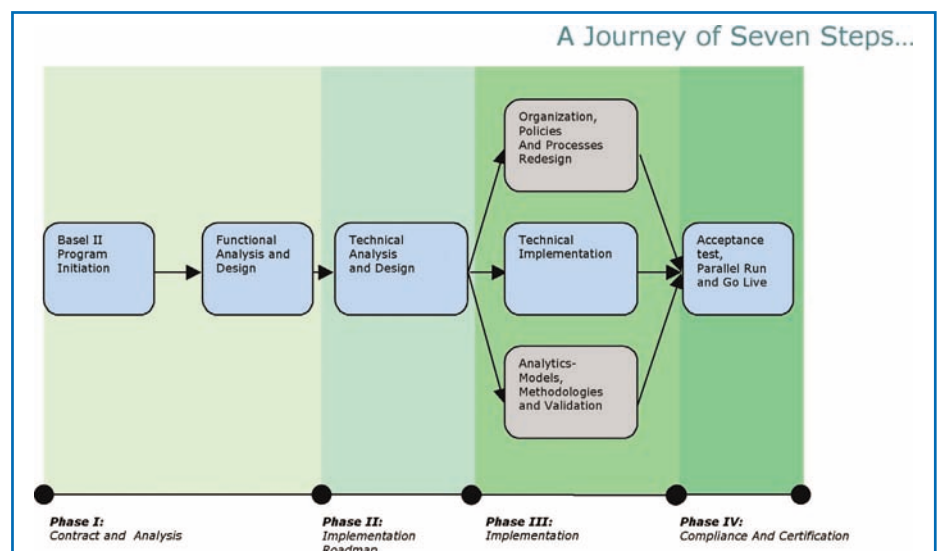 A Journey of Seven Steps...
Organization,
Policies
And Processes
Redesign
Basel II
Program
Initiation
Functional
Analysis and
Design
Technical
Analysis
and Design
Technical
Implementation
Acceptance
test,
Parallel Run
and Go Live
Analytics-
Models,
Methodologies
and Validation
Phase I:
Contract and Analysis
Phase II:
Implementation
Roadmap
Phase III:
Implementation
Phase IV:
Compliance And Certification